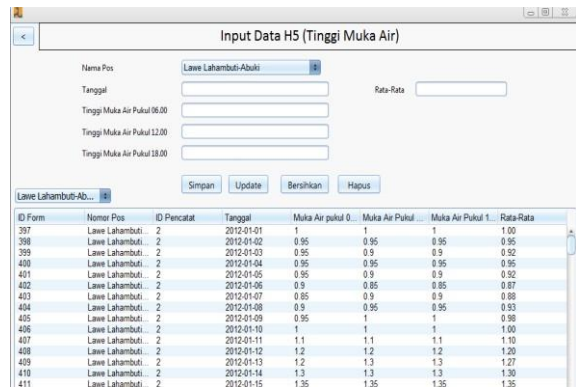 <
Input Data H5 (Tinggi Muka Air)
Nama Pos Lawe Lahambuti-Abuki
Tanggal Rata-Rata
Tinggi Muka Air Pukul 06.00
Tinggi Muka Air Pukul 12.00
Tinggi Muka Air Pukul 18.00
Simpan Update Bersihkan Hapus
Lawe Lahambuti-Ab...
ID Form Nomor Pos ID Pencatat Tanggal Muka Air pukul 0... Muka Air Pukul ... Muka Air Pukul 1... Rata-Rata
397 Lawe Lahambuti... 2 2012-01-01 1 1 1 1.00
398 Lawe Lahambuti... 2 2012-01-02 0.95 0.95 0.95 0.95
399 Lawe Lahambuti... 2 2012-01-03 0.95 0.9 0.9 0.92
400 Lawe Lahambuti... 2 2012-01-04 0.95 0.95 0.95 0.95
401 Lawe Lahambuti... 2 2012-01-05 0.95 0.9 0.9 0.92
402 Lawe Lahambuti... 2 2012-01-06 0.9 0.85 0.85 0.87
403 Lawe Lahambuti... 2 2012-01-07 0.85 0.9 0.9 0.88
404 Lawe Lahambuti... 2 2012-01-08 0.9 0.95 0.95 0.93
405 Lawe Lahambuti... 2 2012-01-09 0.95 1 1 0.98
406 Lawe Lahambuti... 2 2012-01-10 1 1 1 1.00
407 Lawe Lahambuti... 2 2012-01-11 1.1 1.1 1.1 1.10
408 Lawe Lahambuti... 2 2012-01-12 1.2 1.2 1.2 1.20
409 Lawe Lahambuti... 2 2012-01-13 1.2 1.3 1.3 1.27
410 Lawe Lahambuti... 2 2012-01-14 1.3 1.3 1.3 1.30
411 Lawe Lahambuti... 2 2012-01-15 1.35 1.35 1.35 1.35